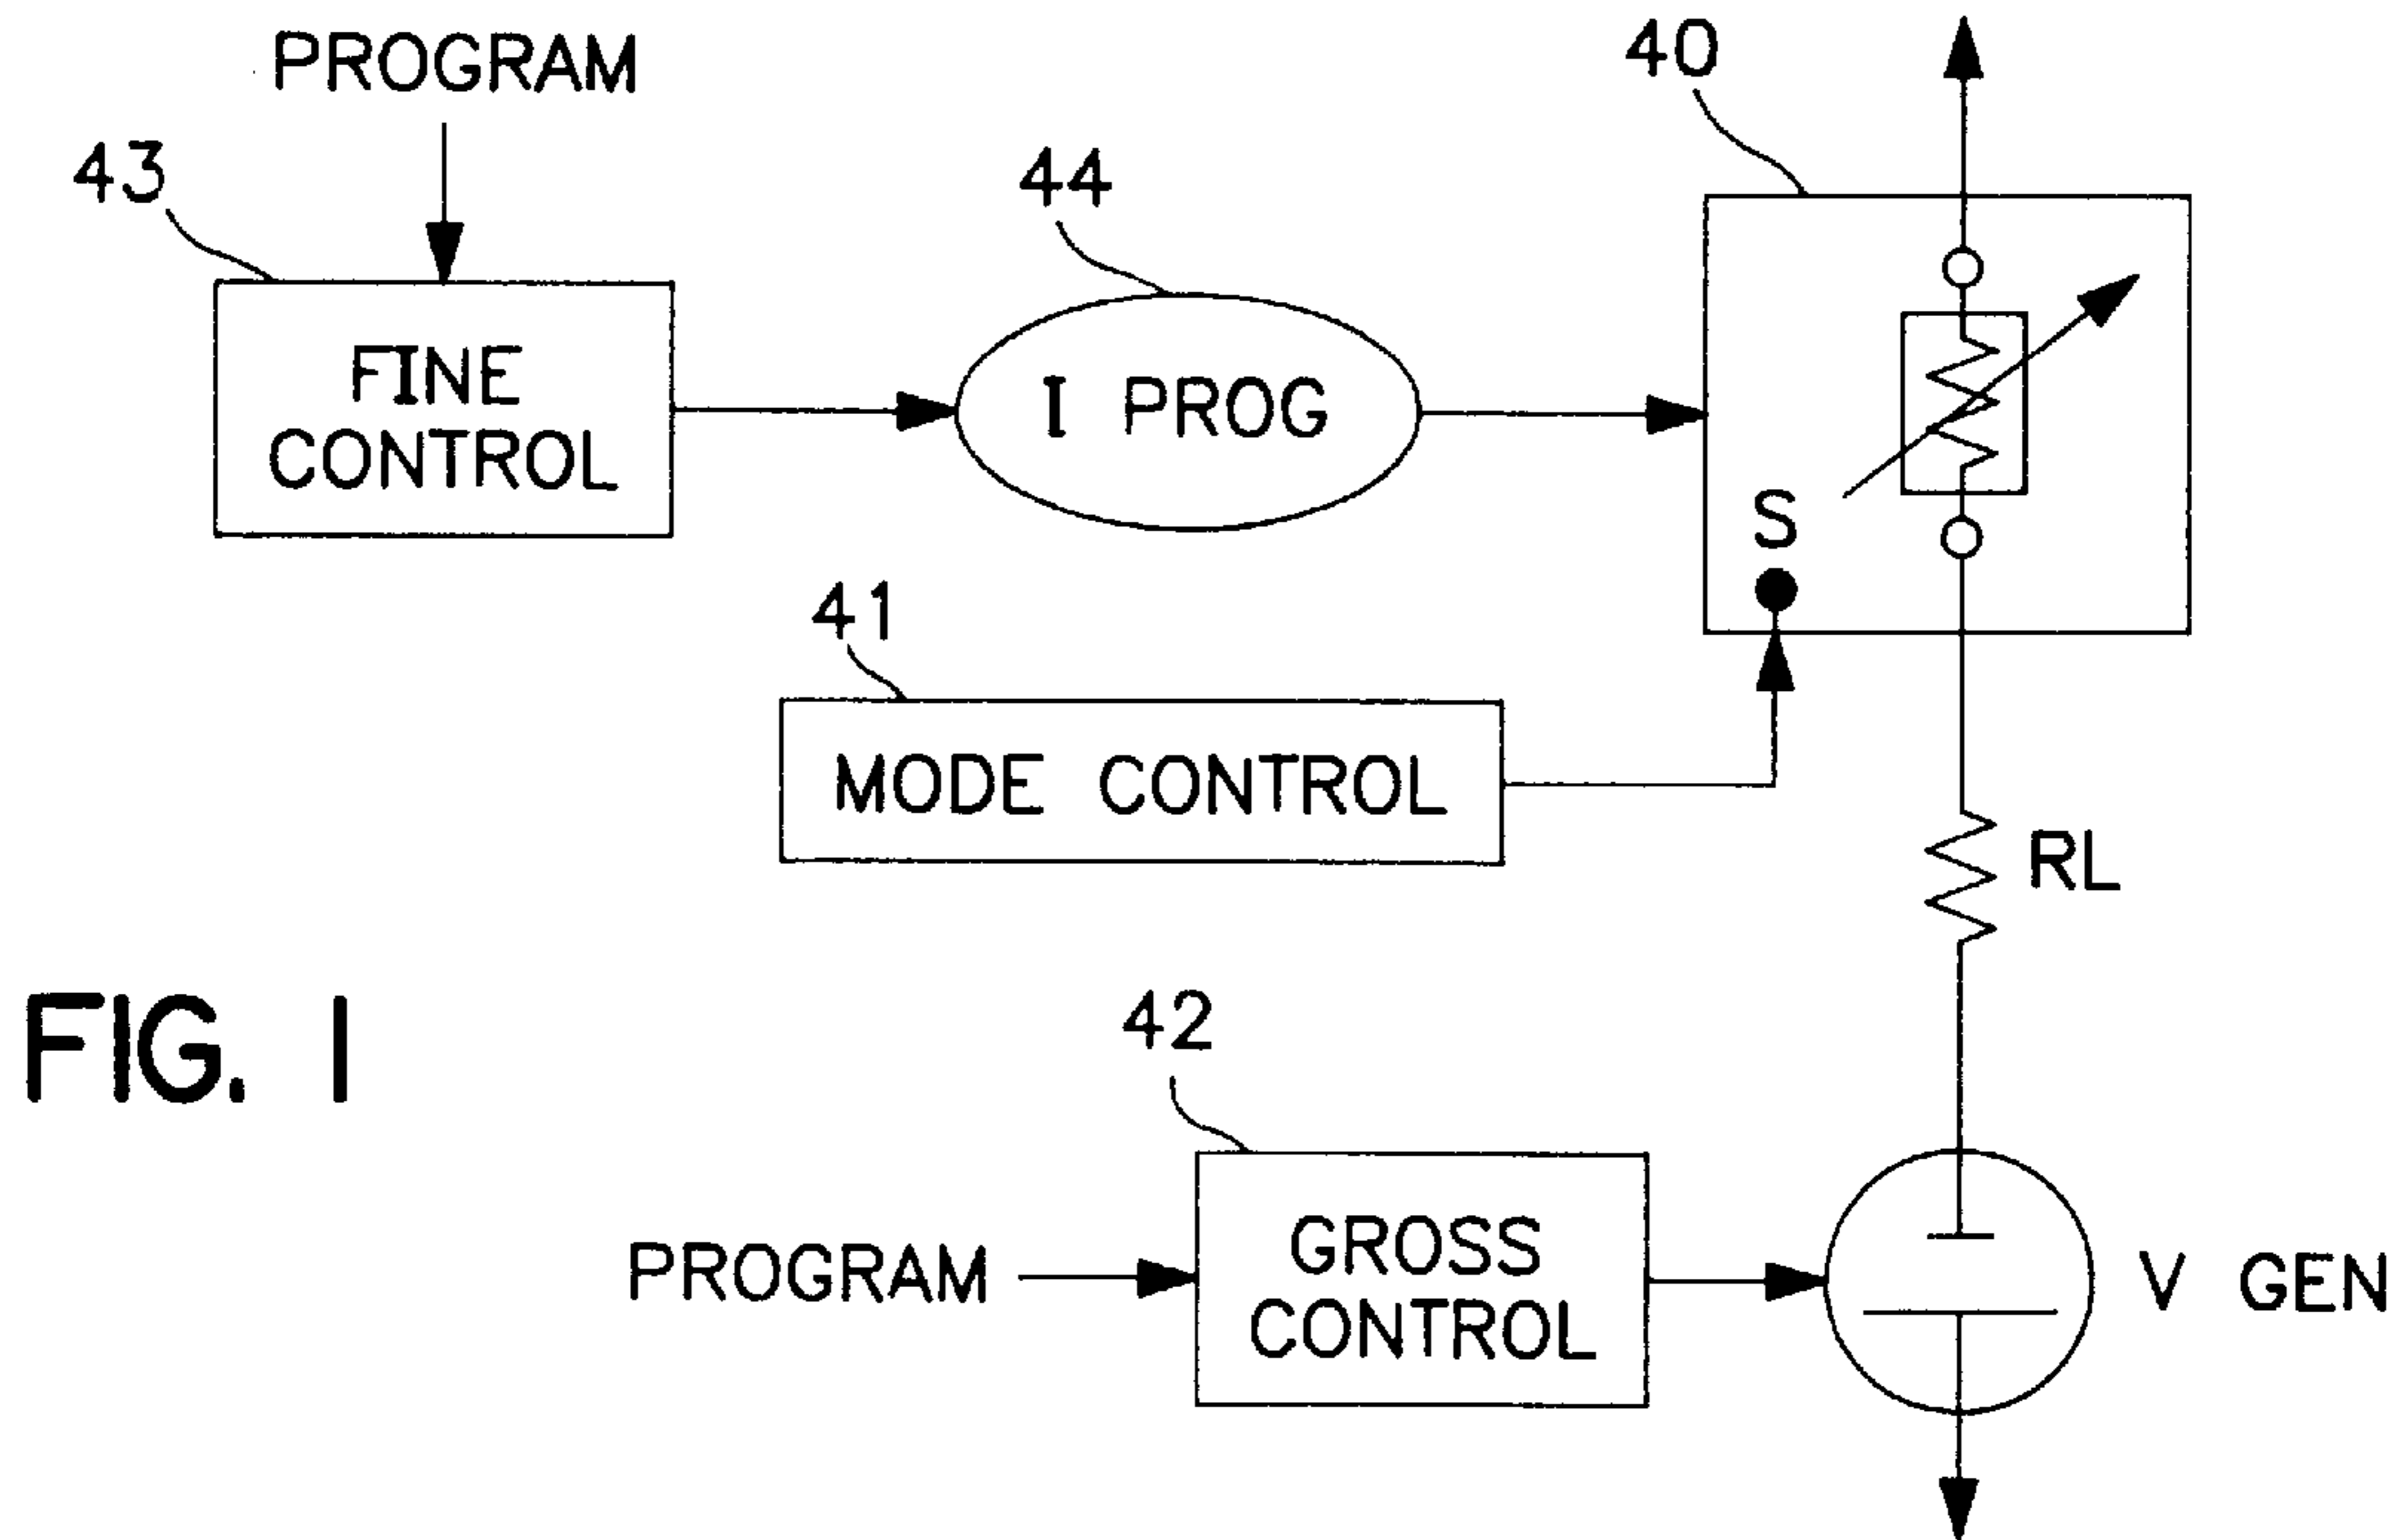 PROGRAM
40
43
44
FINE
CONTROL
I PROG
S
41
MODE CONTROL
RL
42
FIG. 1
PROGRAM
GROSS
CONTROL
V GEN